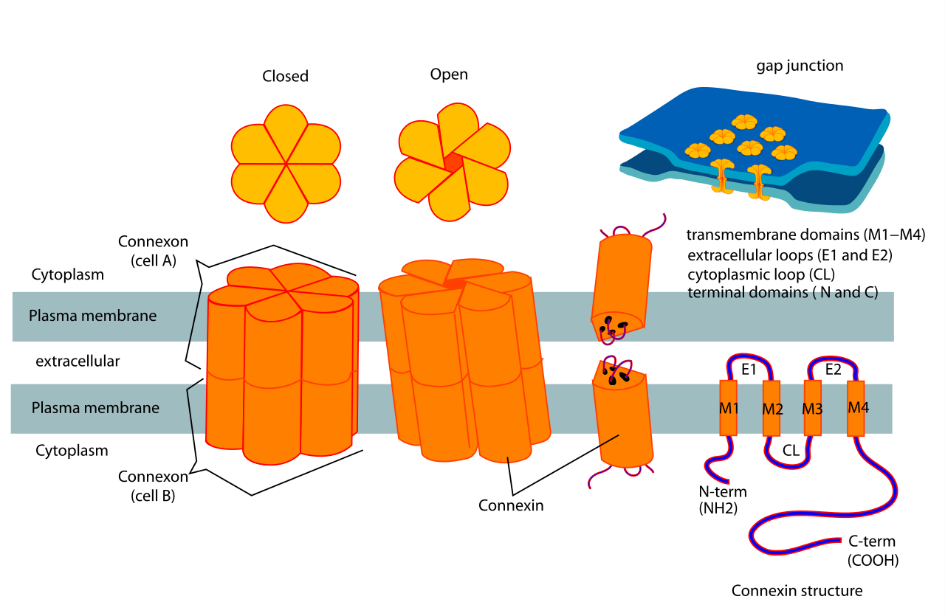 gap junction
Closed
Open
transmembrane domains (M1–M4)
extracellular loops (E1 and E2)
cytoplasmic loop (CL)
terminal domains ( N and C)
Connexon
(cell A)
Cytoplasm
Plasma membrane
extracellular
Plasma membrane
Cytoplasm
Connexon
(cell B)
Connexin
E1
E2
M1
M2
M3
M4
CL
N-term
(NH2)
C-term
(COOH)
Connexin structure